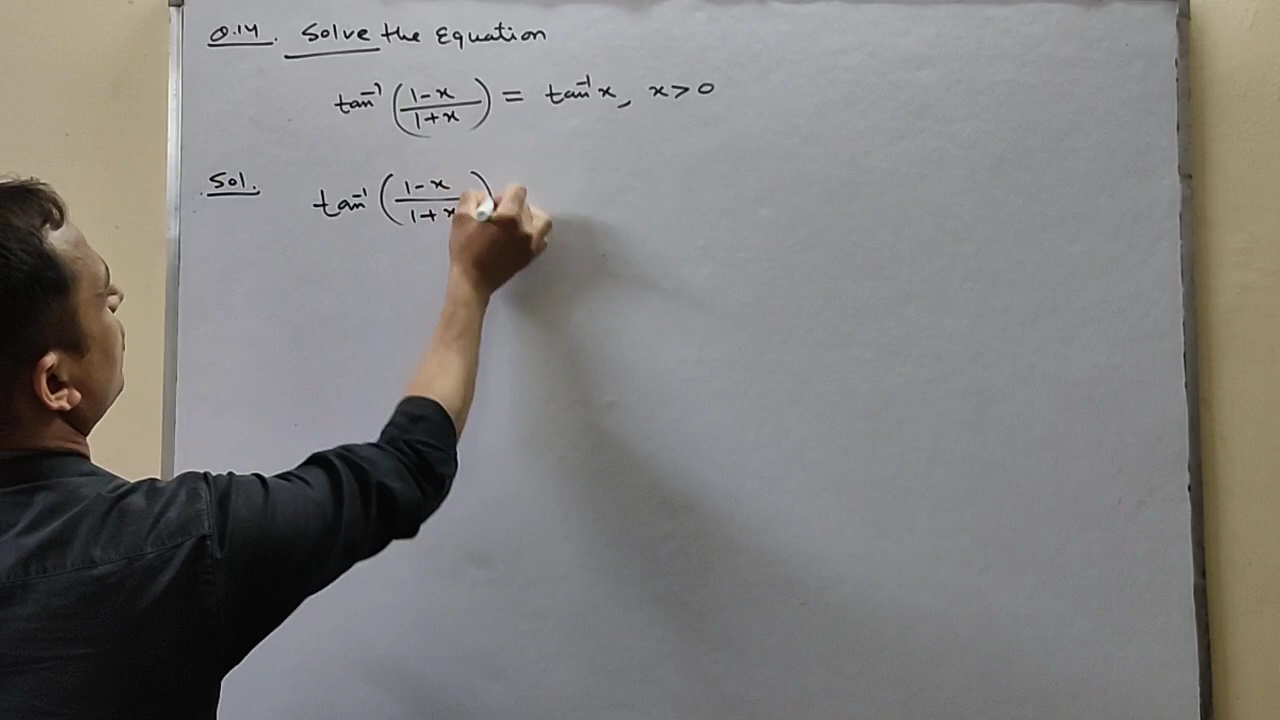 Q.14. Solve the Equation
tan⁻¹ (1-x / 1+x) = tan⁻¹x, x>0
Sol. tan⁻¹ (1-x / 1+x)